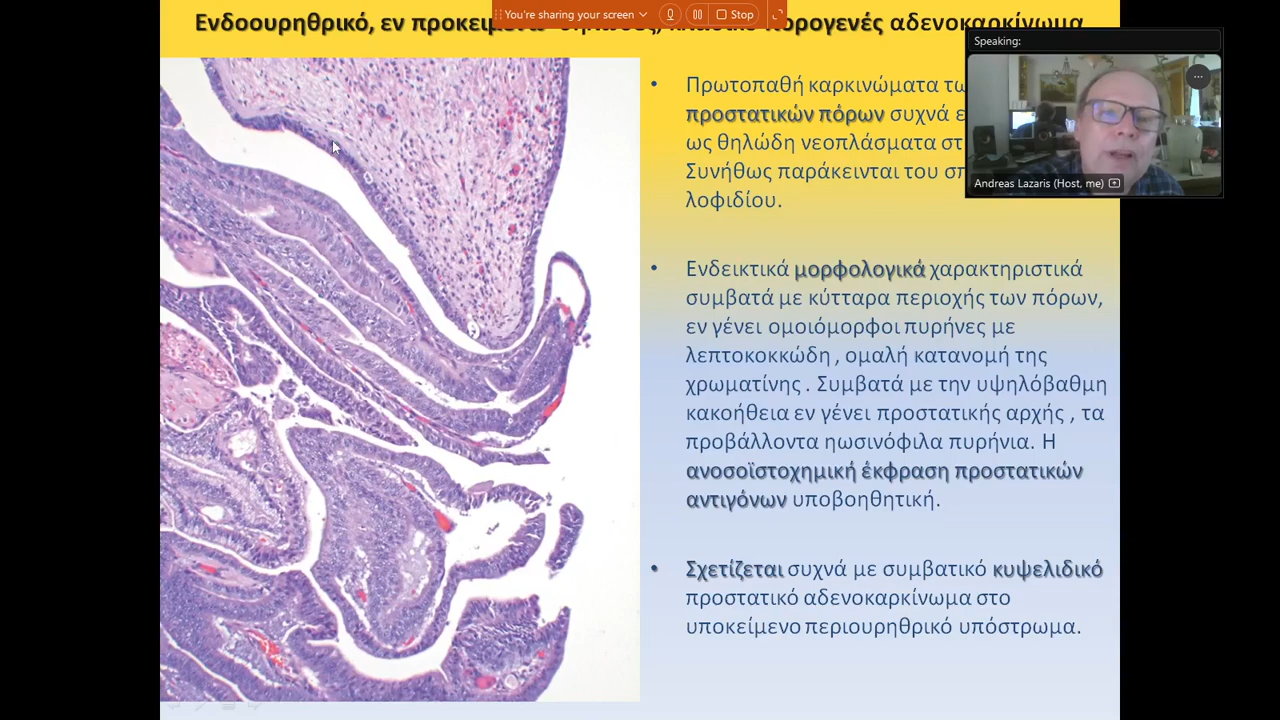 Ενδοουρηθρικό, εν προκειμένω
αδενοκαρκίνωμα
You're sharing your screen
Stop
Speaking:
Andreas Lazaris (Host, me)
• Πρωτοπαθή καρκινώματα
προστατικών πόρων συχνά
ως θηλώδη νεοπλάσματα
Συνήθως παράκεινται του
λοφιδίου.
• Ενδεικτικά μορφολογικά χαρακτηριστικά
συμβατά με κύτταρα περιοχής των πόρων,
εν γένει ομοιόμορφοι πυρήνες με
λεπτοκοκκώδη , ομαλή κατανομή της
χρωματίνης . Συμβατά με την υψηλόβαθμη
κακοήθεια εν γένει προστατικής αρχής , τα
προβάλλοντα ηωσινόφιλα πυρήνια. Η
ανοσοϊστοχημική έκφραση προστατικών
αντιγόνων υποβοηθητική.
• Σχετίζεται συχνά με συμβατικό κυψελιδικό
προστατικό αδενοκαρκίνωμα στο
υποκείμενο περιουρηθρικό υπόστρωμα.